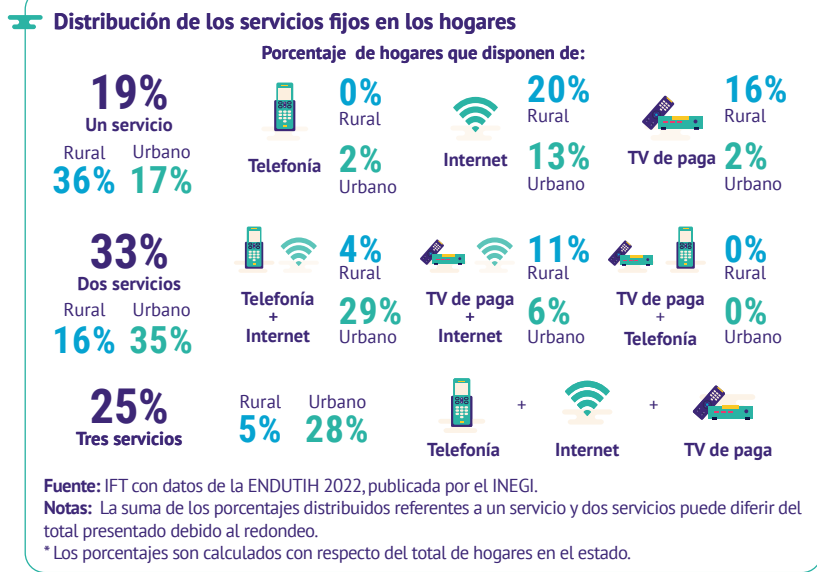 Distribución de los servicios fijos en los hogares
Porcentaje de hogares que disponen de:
19%
Un servicio
Rural Urbano
36% 17%
Telefonía
0%
Rural
2%
Urbano
Internet
20%
Rural
13%
Urbano
TV de paga
16%
Rural
2%
Urbano
33%
Dos servicios
Rural Urbano
16% 35%
Telefonía
+
Internet
4%
Rural
29%
Urbano
TV de paga
+
Internet
11%
Rural
6%
Urbano
TV de paga
+
Telefonía
0%
Rural
0%
Urbano
25%
Tres servicios
Rural Urbano
5% 28%
+ +
Telefonía Internet TV de paga
Fuente: IFT con datos de la ENDUTIH 2022, publicada por el INEGI.
Notas: La suma de los porcentajes distribuidos referentes a un servicio y dos servicios puede diferir del
total presentado debido al redondeo.
* Los porcentajes son calculados con respecto del total de hogares en el estado.